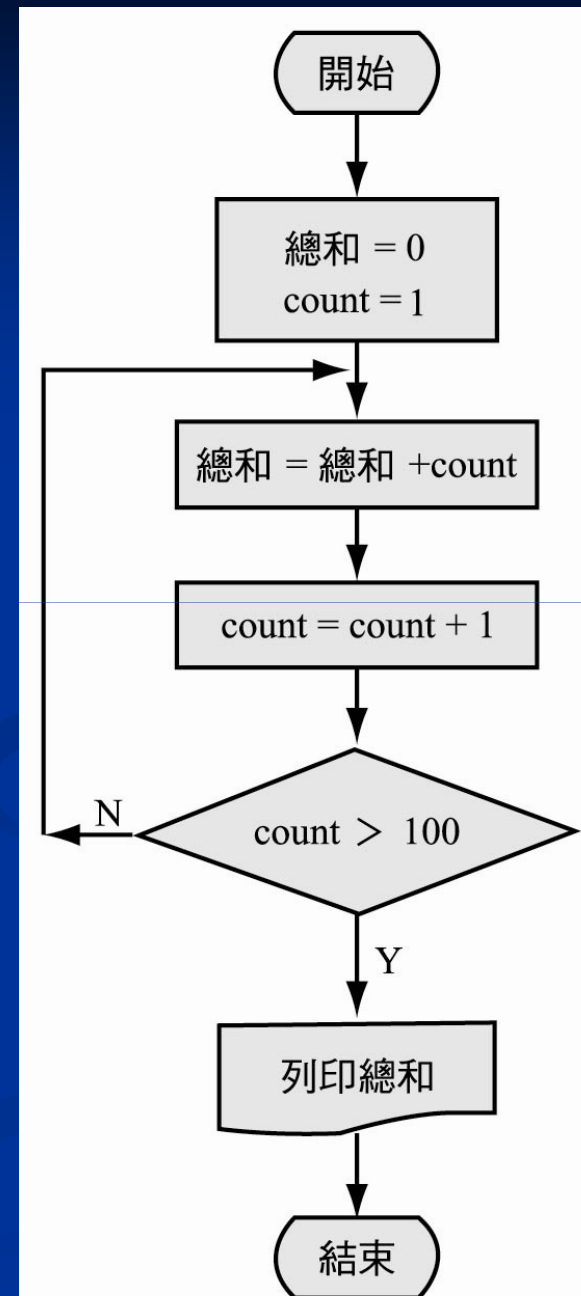 開始
總和 = 0
count = 1
總和 = 總和 +count
count = count + 1
count > 100
N
Y
列印總和
結束